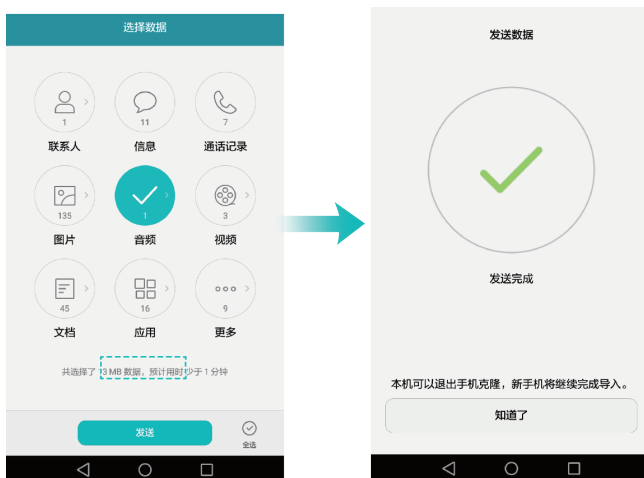 选择数据
1
11
7
联系人
信息
通话记录
135
1
3
图片
音频
视频
45
16
9
文档
应用
更多
共选择了 13 MB 数据，预计用时少于 1 分钟
发送
全选
发送数据
发送完成
本机可以退出手机克隆，新手机将继续完成导入。
知道了